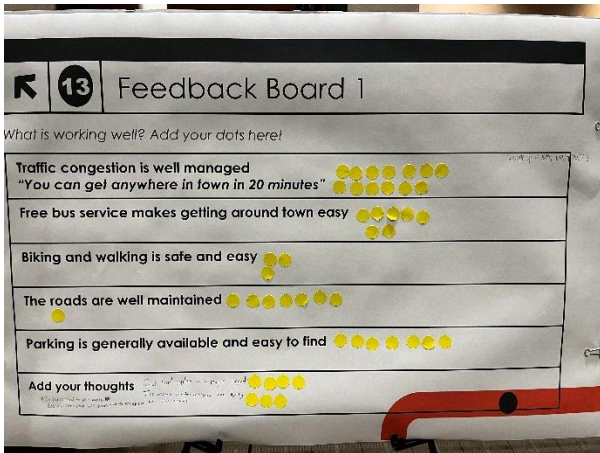 13 Feedback Board 1
What is working well? Add your dots here!
Traffic congestion is well managed
“You can get anywhere in town in 20 minutes”
Free bus service makes getting around town easy
Biking and walking is safe and easy
The roads are well maintained
Parking is generally available and easy to find
Add your thoughts